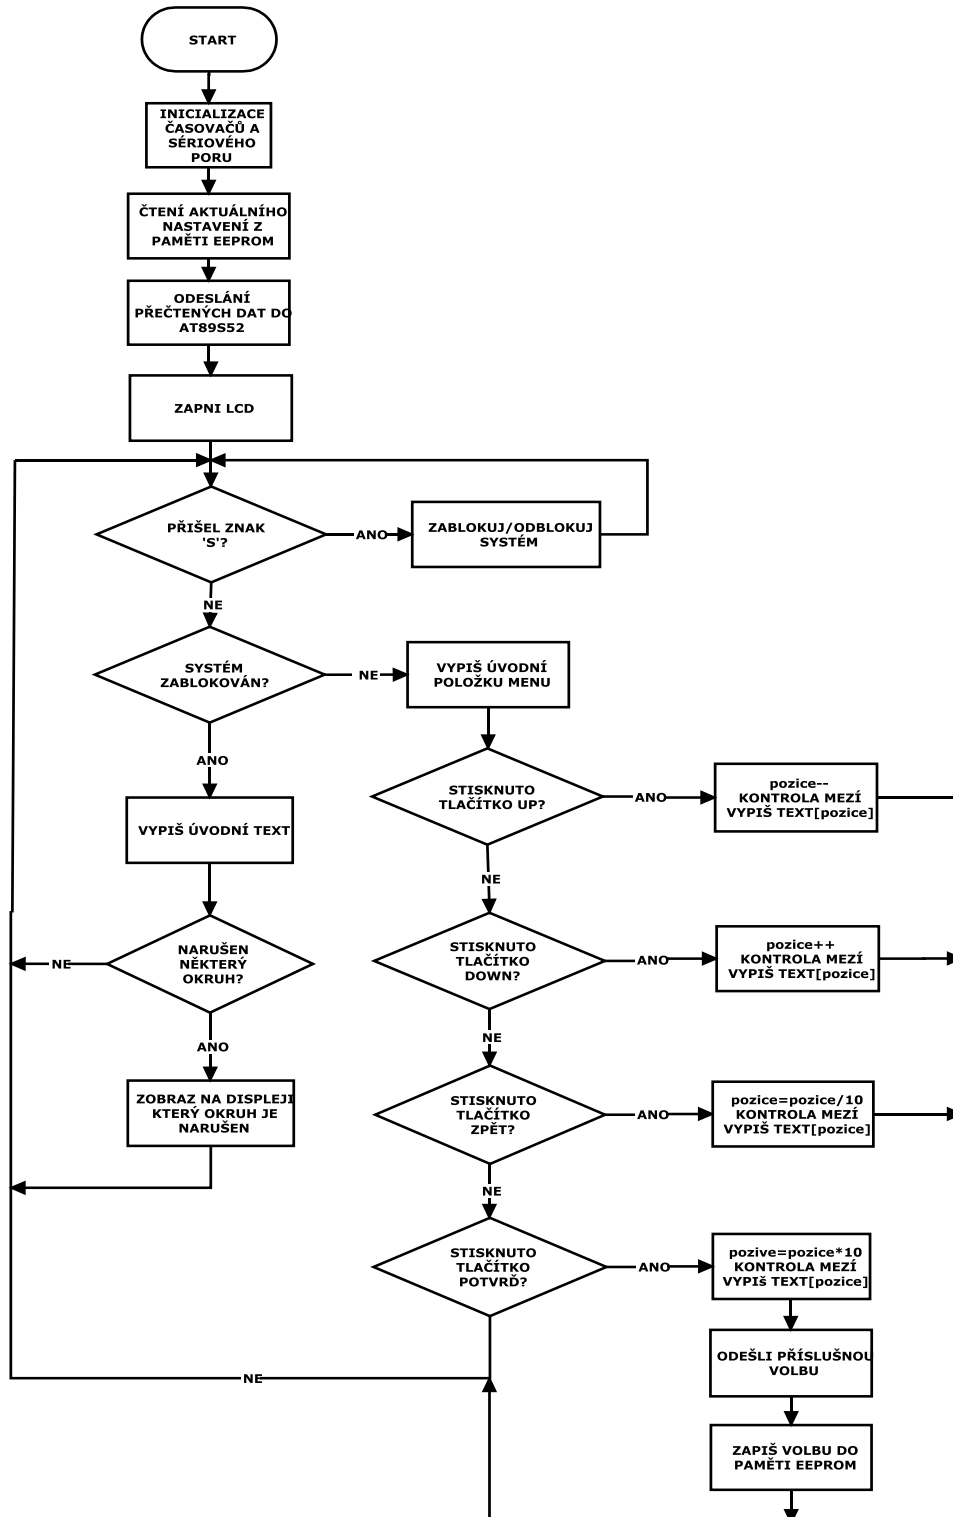 START
INICIALIZACE
ČASOVAČŮ A
SÉRIOVÉHO
PORU
ČTENÍ AKTUÁLNÍHO
NASTAVENÍ Z
PAMĚTI EEPROM
ODESLÁNÍ
PŘEČTENÝCH DAT DO
AT89S52
ZAPNI LCD
PŘIŠEL ZNAK
'S'?
ANO
ZABLOKUJ/ODBLOKUJ
SYSTÉM
NE
SYSTÉM
ZABLOKOVÁN?
NE
VYPIŠ ÚVODNÍ
POLOŽKU MENU
ANO
VYPIŠ ÚVODNÍ TEXT
STISKNUTO
TLAČÍTKO UP?
ANO
pozice--
KONTROLA MEZÍ
VYPIŠ TEXT[pozice]
NE
NARUŠEN
NĚKTERÝ
OKRUH?
NE
STISKNUTO
TLAČÍTKO
DOWN?
ANO
pozice++
KONTROLA MEZÍ
VYPIŠ TEXT[pozice]
ANO
NE
ZOBRAZ NA DISPLEJI
KTERÝ OKRUH JE
NARUŠEN
STISKNUTO
TLAČÍTKO
ZPĚT?
ANO
pozice=pozice/10
KONTROLA MEZÍ
VYPIŠ TEXT[pozice]
NE
STISKNUTO
TLAČÍTKO
POTVRĎ?
ANO
pozive=pozice*10
KONTROLA MEZÍ
VYPIš TEXT[pozice]
NE
ODEŠLI PŘÍSLUŠNOU
VOLBU
ZAPIŠ VOLBU DO
PAMĚTI EEPROM